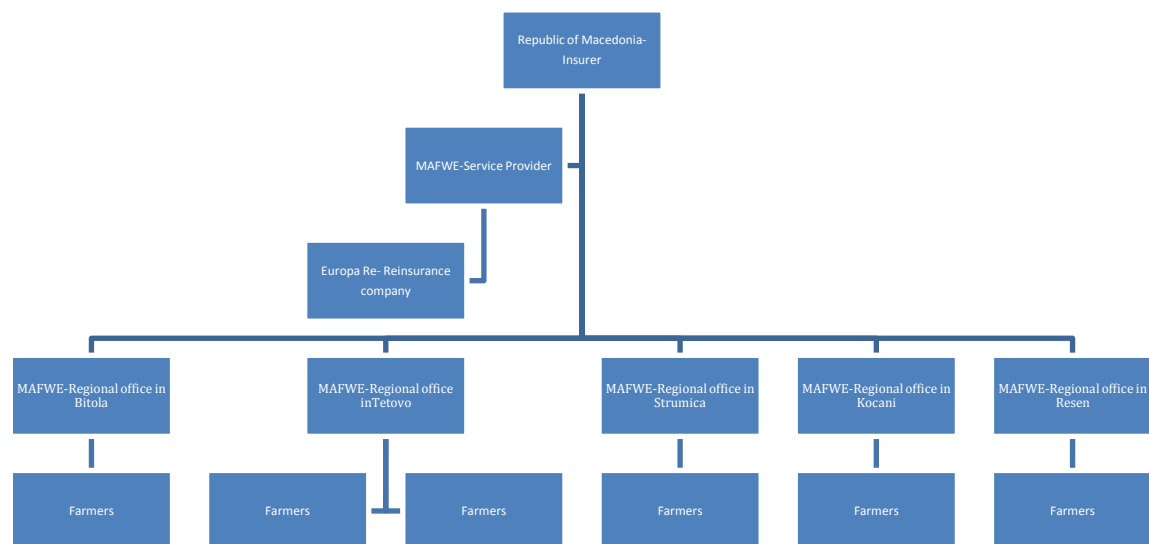 Republic of Macedonia-
Insurer
MAFWE-Service Provider
Europa Re- Reinsurance
company
MAFWE-Regional office in
Bitola
MAFWE-Regional office
inTetovo
MAFWE-Regional office in
Strumica
MAFWE-Regional office in
Kocani
MAFWE-Regional office in
Resen
Farmers
Farmers
Farmers
Farmers
Farmers
Farmers